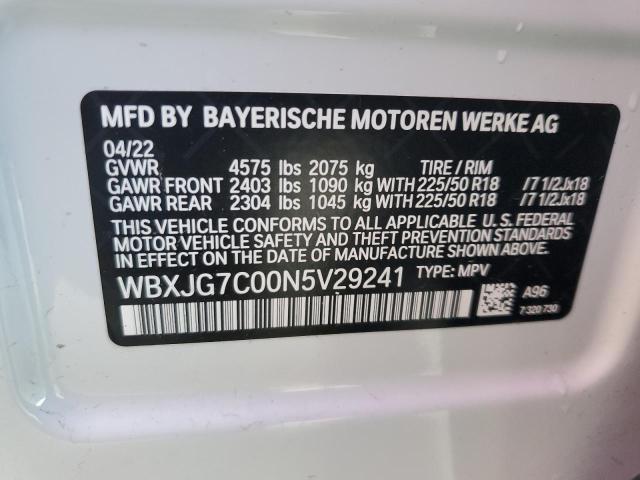 MFD BY BAYERISCHE MOTOREN WERKE AG
04/22
GVWR 4575 lbs 2075 kg TIRE / RIM
GAWR FRONT 2403 lbs 1090 kg WITH 225/50 R18 /7 1/2Jx18
GAWR REAR 2304 lbs 1045 kg WITH 225/50 R18 /7 1/2Jx18
THIS VEHICLE CONFORMS TO ALL APPLICABLE U. S. FEDERAL
MOTOR VEHICLE SAFETY AND THEFT PREVENTION STANDARDS
IN EFFECT ON THE DATE OF MANUFACTURE SHOWN ABOVE.
WBXJG7C00N5V29241 TYPE: MPV
A96
7 320 730